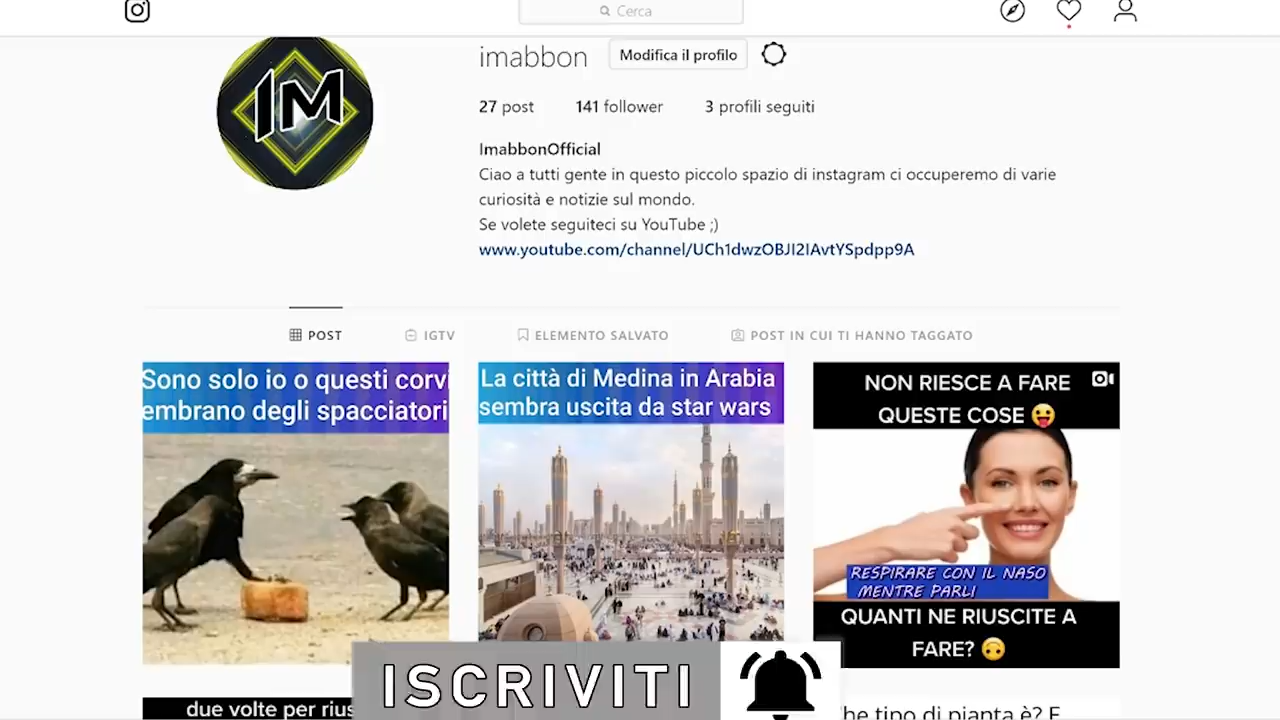 Cerca
imabbon
Modifica il profilo
27 post 141 follower 3 profili seguiti
IM
ImabbonOfficial
Ciao a tutti gente in questo piccolo spazio di instagram ci occuperemo di varie
curiosità e notizie sul mondo.
Se volete seguiteci su YouTube ;)
www.youtube.com/channel/UCh1dwzOBJI2IAvtYSpdpp9A
POST IGTV ELEMENTO SALVATO POST IN CUI TI HANNO TAGGATO
Sono solo io o questi corvi
embrano degli spacciatori
La città di Medina in Arabia
sembra uscita da star wars
NON RIESCE A FARE
QUESTE COSE 😜
RESPIRARE CON IL NASO
MENTRE PARLI
QUANTI NE RIUSCITE A
FARE? 🙃
ISCRIVITI
due volte per rius
he tipo di pianta è? E